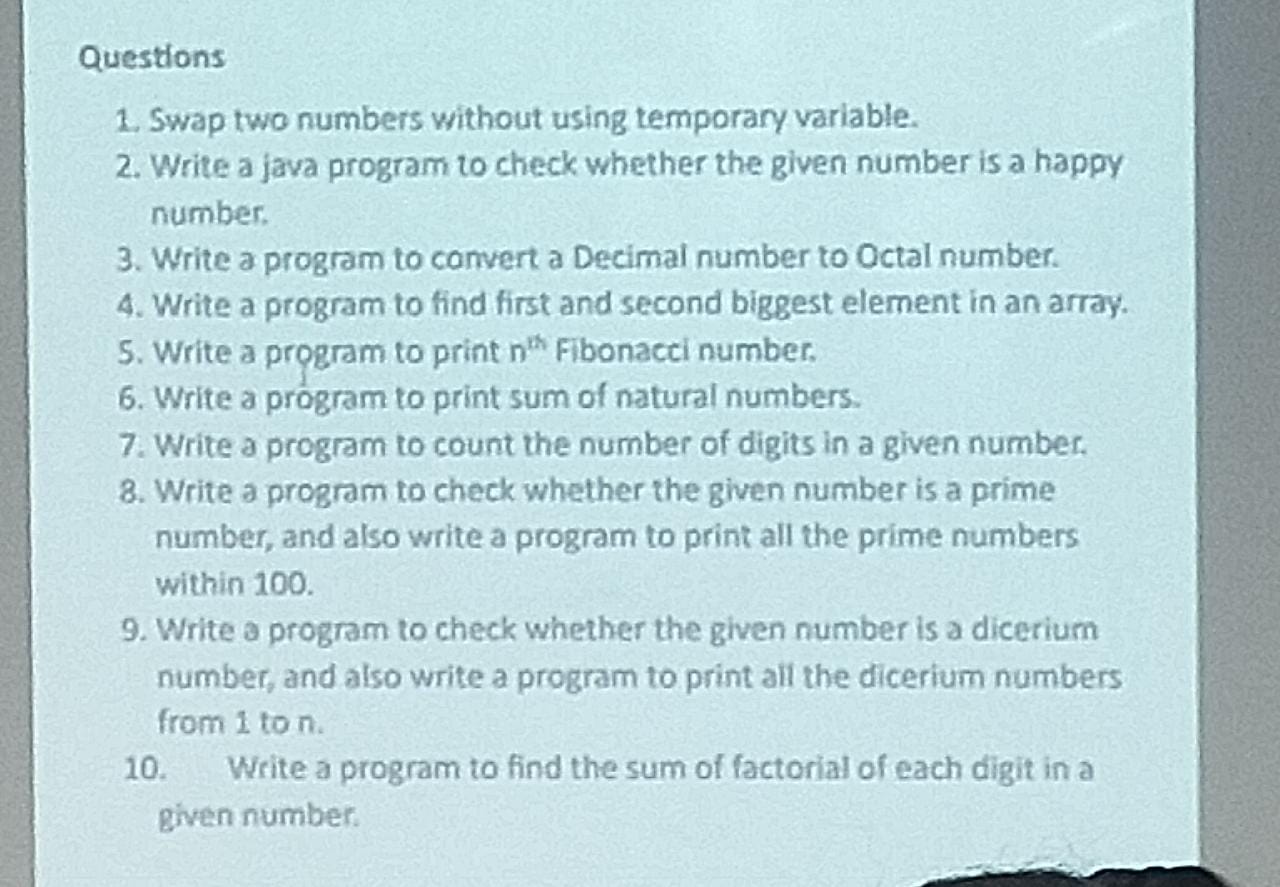 Questions
1. Swap two numbers without using temporary variable.
2. Write a java program to check whether the given number is a happy
number.
3. Write a program to convert a Decimal number to Octal number.
4. Write a program to find first and second biggest element in an array.
5. Write a program to print nth Fibonacci number.
6. Write a program to print sum of natural numbers.
7. Write a program to count the number of digits in a given number.
8. Write a program to check whether the given number is a prime
number, and also write a program to print all the prime numbers
within 100.
9. Write a program to check whether the given number is a dicerium
number, and also write a program to print all the dicerium numbers
from 1 to n.
10. Write a program to find the sum of factorial of each digit in a
given number.